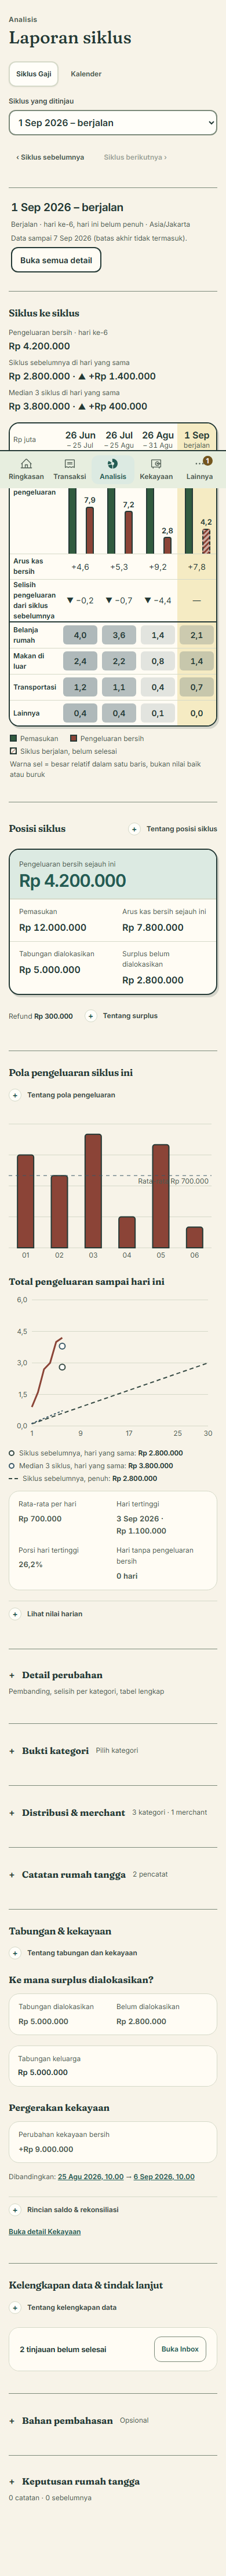 Analisis
Laporan siklus
Siklus Gaji
Kalender
Siklus yang ditinjau
1 Sep 2026 – berjalan
‹ Siklus sebelumnya
Siklus berikutnya ›
1 Sep 2026 – berjalan
Berjalan · hari ke-6, hari ini belum penuh · Asia/Jakarta
Data sampai 7 Sep 2026 (batas akhir tidak termasuk).
Buka semua detail
Siklus ke siklus
Pengeluaran bersih · hari ke-6
Rp 4.200.000
Siklus sebelumnya di hari yang sama
Rp 2.800.000 · ▲ +Rp 1.400.000
Median 3 siklus di hari yang sama
Rp 3.800.000 · ▲ +Rp 400.000
Rp juta
26 Jun – 25 Jul
26 Jul – 25 Agu
26 Agu – 31 Agu
1 Sep berjalan
Ringkasan
Transaksi
Analisis
Kekayaan
1
Lainnya
pengeluaran
7,9
7,2
2,8
4,2
Arus kas bersih
+4,6
+5,3
+9,2
+7,8
Selisih pengeluaran dari siklus sebelumnya
▼ −0,2
▼ −0,7
▼ −4,4
—
Belanja rumah
4,0
3,6
1,4
2,1
Makan di luar
2,4
2,2
0,8
1,4
Transportasi
1,2
1,1
0,4
0,7
Lainnya
0,4
0,4
0,1
0,0
Pemasukan
Pengeluaran bersih
Siklus berjalan, belum selesai
Warna sel = besar relatif dalam satu baris, bukan nilai baik
atau buruk
Posisi siklus
+ Tentang posisi siklus
Pengeluaran bersih sejauh ini
Rp 4.200.000
Pemasukan
Rp 12.000.000
Arus kas bersih sejauh ini
Rp 7.800.000
Tabungan dialokasikan
Rp 5.000.000
Surplus belum
dialokasikan
Rp 2.800.000
Refund Rp 300.000
+ Tentang surplus
Pola pengeluaran siklus ini
+ Tentang pola pengeluaran
Rp 700.000
01 02 03 04 05 06
Total pengeluaran sampai hari ini
6,0
4,5
3,0
1,5
0,0
1 9 17 25 30
Siklus sebelumnya, hari yang sama: Rp 2.800.000
Median 3 siklus, hari yang sama: Rp 3.800.000
Siklus sebelumnya, penuh: Rp 2.800.000
Rata-rata per hari
Rp 700.000
Hari tertinggi
3 Sep 2026 ·
Rp 1.100.000
Porsi hari tertinggi
26,2%
Hari tanpa pengeluaran
bersih
0 hari
+ Lihat nilai harian
+ Detail perubahan
Pembanding, selisih per kategori, tabel lengkap
+ Bukti kategori Pilih kategori
+ Distribusi & merchant 3 kategori · 1 merchant
+ Catatan rumah tangga 2 pencatat
Tabungan & kekayaan
+ Tentang tabungan dan kekayaan
Ke mana surplus dialokasikan?
Tabungan dialokasikan
Rp 5.000.000
Belum dialokasikan
Rp 2.800.000
Tabungan keluarga
Rp 5.000.000
Pergerakan kekayaan
Perubahan kekayaan bersih
+Rp 9.000.000
Dibandingkan: 25 Agu 2026, 10.00 → 6 Sep 2026, 10.00
+ Rincian saldo & rekonsiliasi
Buka detail Kekayaan
Kelengkapan data & tindak lanjut
+ Tentang kelengkapan data
2 tinjauan belum selesai
Buka Inbox
+ Bahan pembahasan Opsional
+ Keputusan rumah tangga
0 catatan · 0 sebelumnya